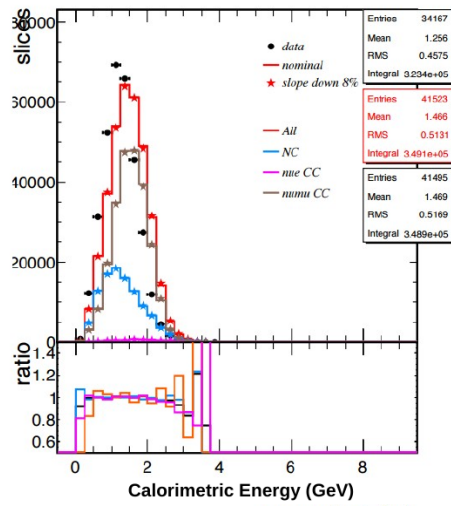 slices
80000
60000
40000
20000
0
data
nominal
slope down 8%
All
NC
nue CC
numu CC
Entries 34167
Mean 1.256
RMS 0.4575
Integral 3.234e+05
Entries 41523
Mean 1.466
RMS 0.5131
Integral 3.491e+05
Entries 41495
Mean 1.469
RMS 0.5169
Integral 3.489e+05
ratio
1.4
1.2
1
0.8
0.6
0 2 4 6 8
Calorimetric Energy (GeV)